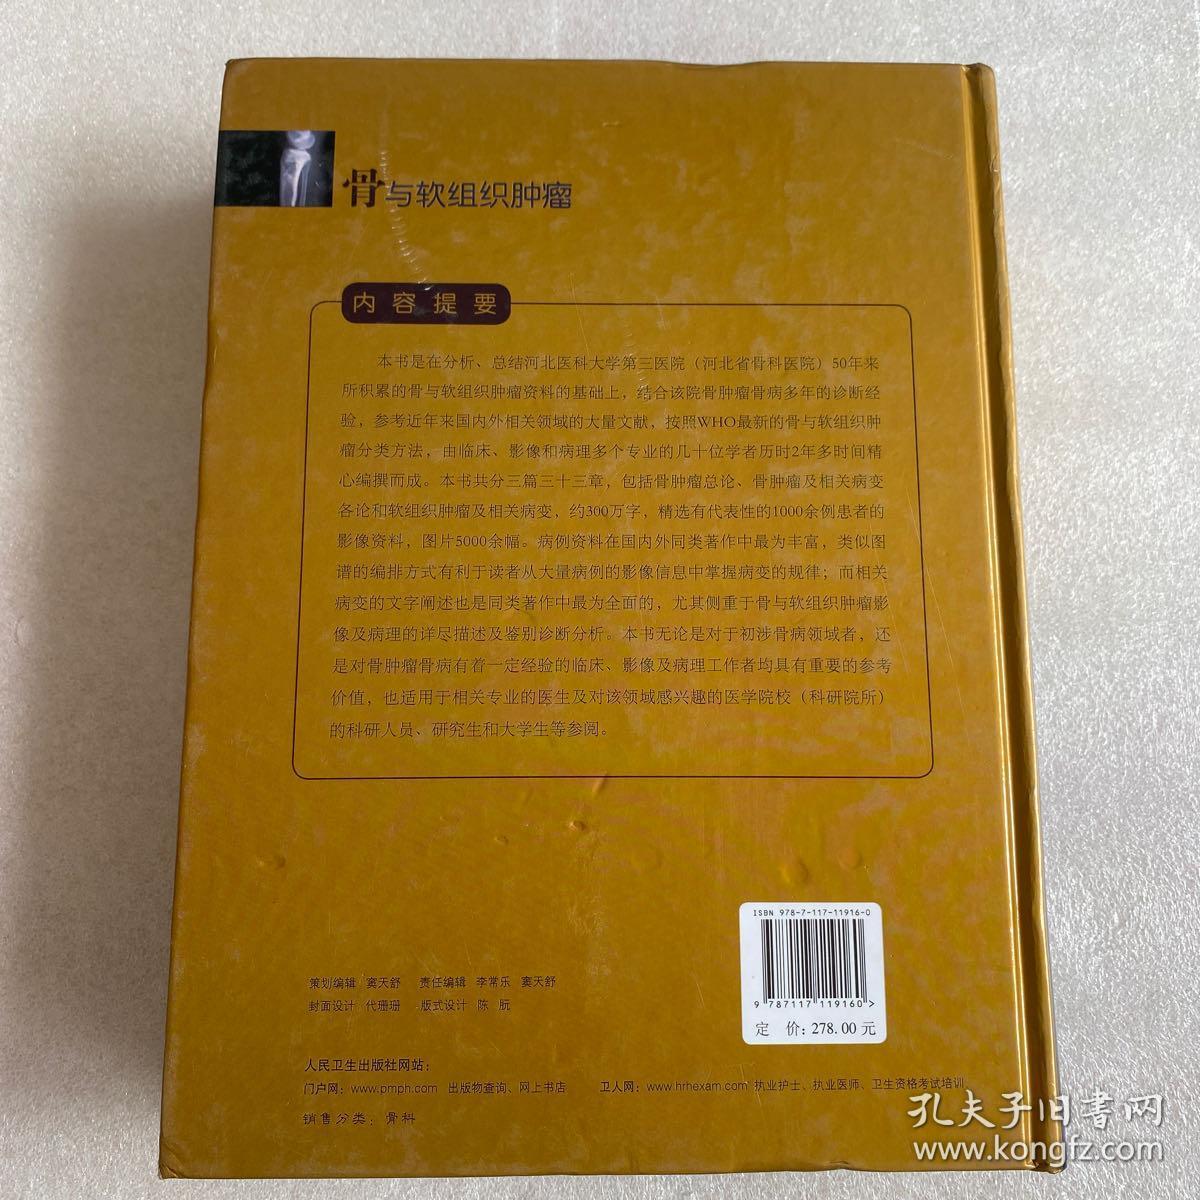 骨与软组织肿瘤
内容提要
本书是在分析、总结河北医科大学第三医院（河北省骨科医院）50年来
所积累的骨与软组织肿瘤资料的基础上，结合该院骨肿瘤骨病多年的诊断经
验，参考近年来国内外相关领域的大量文献，按照WHO最新的骨与软组织肿
瘤分类方法，由临床、影像和病理多个专业的几十位学者历时2年多时间精
心编撰而成。本书共分三篇三十三章，包括骨肿瘤总论、骨肿瘤及相关病变
各论和软组织肿瘤及相关病变，约300万字，精选有代表性的1000余例患者的
影像资料，图片5000余幅。病例资料在国内外同类著作中最为丰富，类似图
谱的编排方式有利于读者从大量病例的影像信息中掌握病变的规律；而相关
病变的文字阐述也是同类著作中最为全面的，尤其侧重于骨与软组织肿瘤影
像及病理的详尽描述及鉴别诊断分析。本书无论是对于初涉骨病领域者，还
是对骨肿瘤骨病有着一定经验的临床、影像及病理工作者均具有重要的参考
价值，也适用于相关专业的医生及对该领域感兴趣的医学院校（科研院所）
的科研人员、研究生和大学生等参阅。
ISBN 978-7-117-11916-0
9 787117 119160>
定 价：278.00 元
策划编辑 窦天舒 责任编辑 李常乐 窦天舒
封面设计 代珊珊 版式设计 陈 朊
人民卫生出版社网站：
门户网：www.pmph.com 出版物查询、网上书店 卫人网：www.hrhexam.com 执业护士、执业医师、卫生资格考试培训
销售分类：骨科
孔夫子旧书网
www.kongfz.com